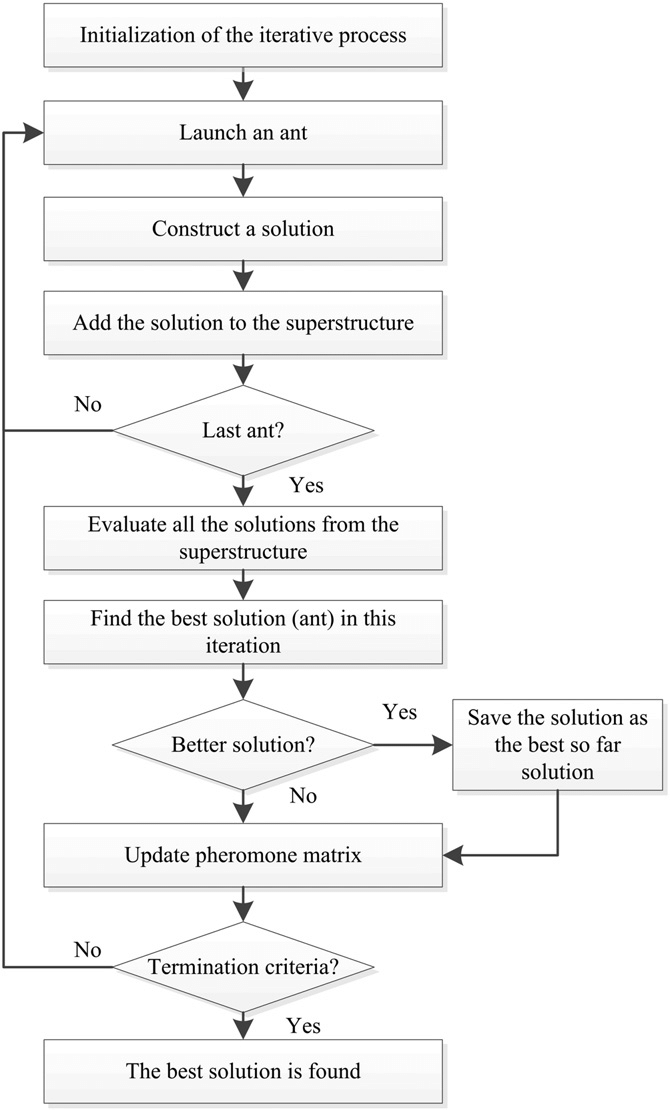 Initialization of the iterative process
Launch an ant
Construct a solution
Add the solution to the superstructure
No
Last ant?
Yes
Evaluate all the solutions from the
superstructure
Find the best solution (ant) in this
iteration
Better solution?
Yes
Save the solution as
the best so far
solution
No
Update pheromone matrix
No
Termination criteria?
Yes
The best solution is found